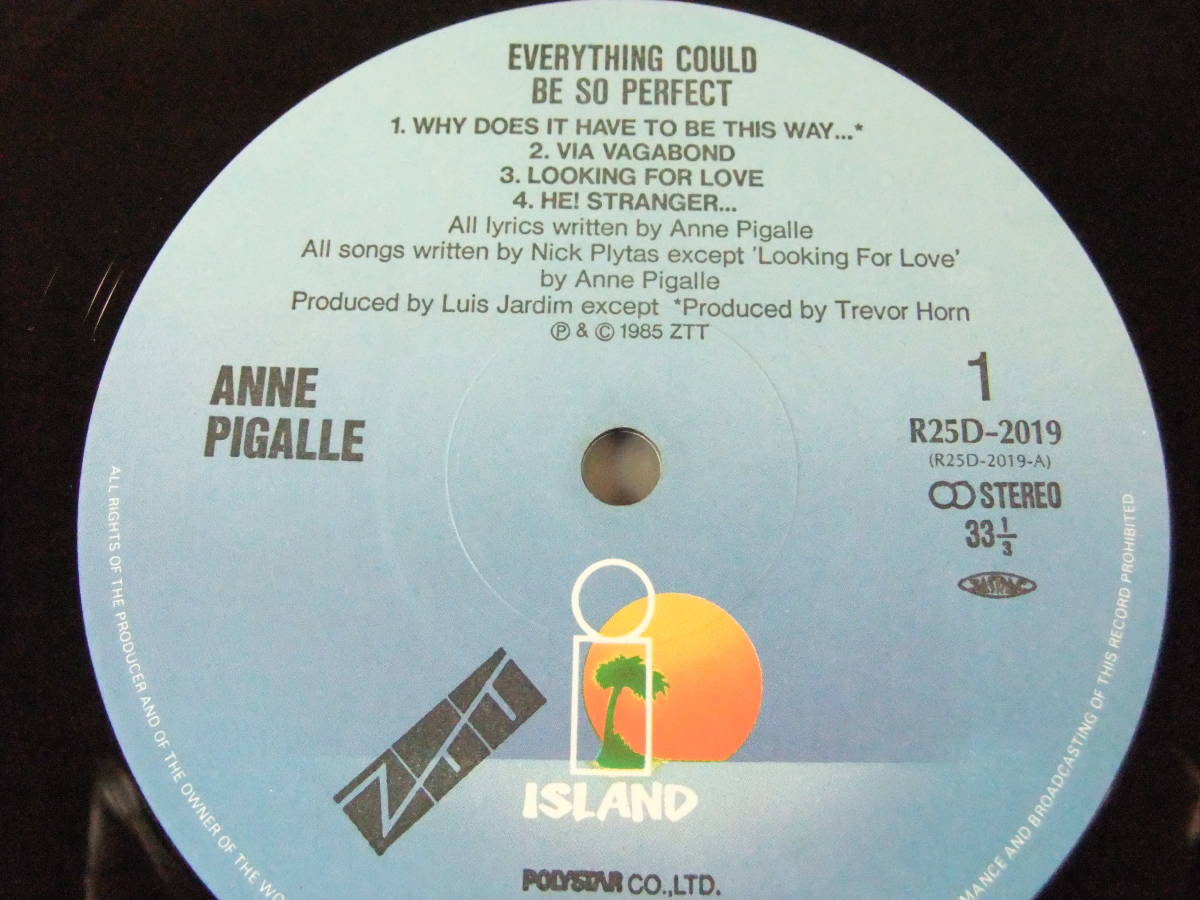 EVERYTHING COULD
BE SO PERFECT
1. WHY DOES IT HAVE TO BE THIS WAY...*
2. VIA VAGABOND
3. LOOKING FOR LOVE
4. HE! STRANGER...
All lyrics written by Anne Pigalle
All songs written by Nick Plytas except 'Looking For Love'
by Anne Pigalle
Produced by Luis Jardim except *Produced by Trevor Horn
Ⓟ & © 1985 ZTT
ANNE
PIGALLE
1
R25D-2019
(R25D-2019-A)
STEREO
33 1/3
JASRAC
ZTT
i
ISLAND
POLYSTAR CO.,LTD.
ALL RIGHTS OF THE PRODUCER AND OF THE OWNER OF THE
AND BROADCASTING OF THIS RECORD PROHIBITED